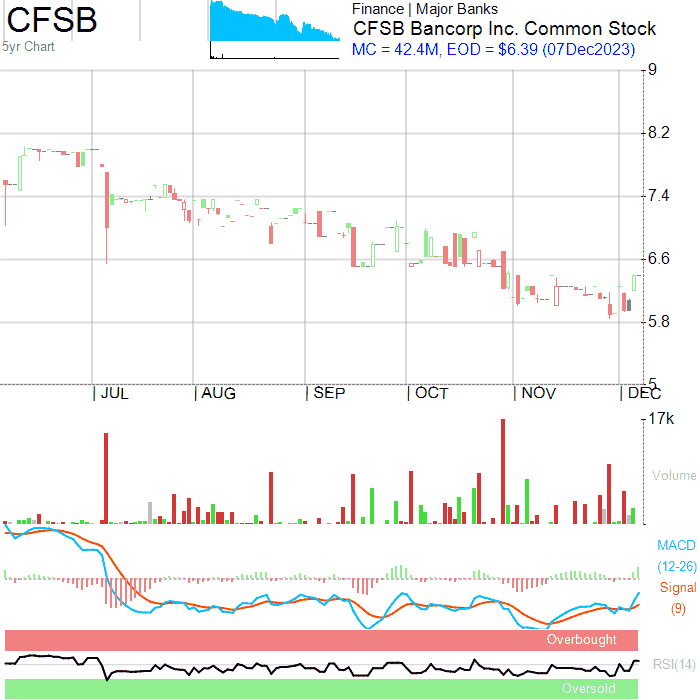 CFSB
5yr Chart
Finance | Major Banks
CFSB Bancorp Inc. Common Stock
MC = 42.4M, EOD = $6.39 (07Dec2023)
9
8.2
7.4
6.6
5.8
5
| JUL | AUG | SEP | OCT | NOV | DEC
17k
Volume
MACD
(12-26)
Signal
(9)
Overbought
RSI(14)
Oversold